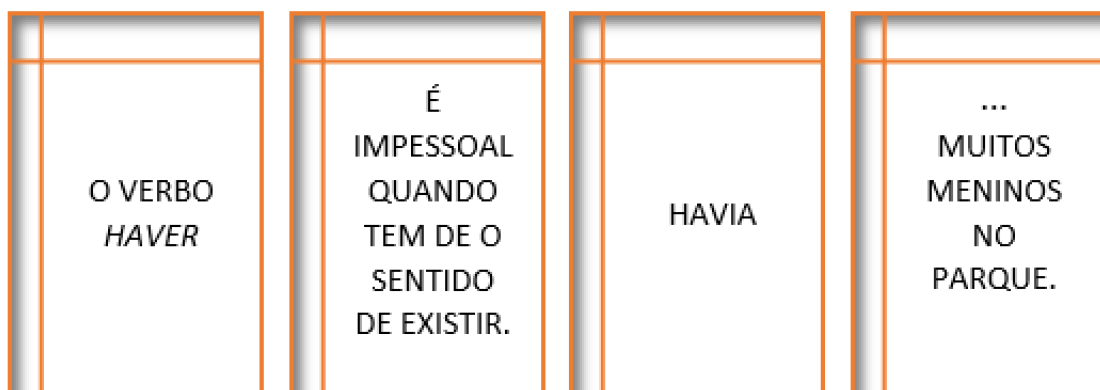 O VERBO
HAVER
É
IMPESSOAL
QUANDO
TEM DE O
SENTIDO
DE EXISTIR.
HAVIA
...
MUITOS
MENINOS
NO
PARQUE.